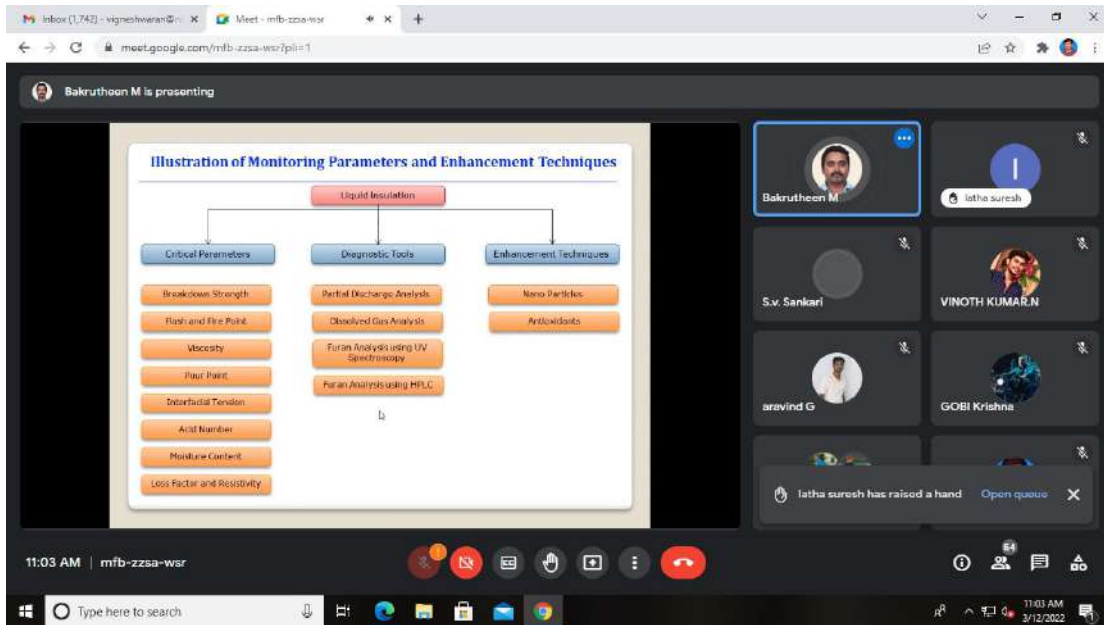 Inbox (1,742) - vigneshwaran@
Meet - mfb-zzsa-wsr
meet.google.com/mfb-zzsa-wsr?pli=1
Bakrutheen M is presenting
Illustration of Monitoring Parameters and Enhancement Techniques
Liquid Insulation
Critical Parameters
Breakdown Strength
Flash and Fire Point
Viscosity
Pour Point
Interfacial Tension
Acid Number
Moisture Content
Loss Factor and Resistivity
Diagnostic Tools
Partial Discharge Analysis
Dissolved Gas Analysis
Furan Analysis using UV
Spectroscopy
Furan Analysis using HPLC
Enhancement Techniques
Nano Particles
Antioxidants
Bakrutheen M
I
latha suresh
S.v. Sankari
VINOTH KUMAR.N
aravind G
GOBI Krishna
latha suresh has raised a hand
Open queue
11:03 AM | mfb-zzsa-wsr
64
Type here to search
11:03 AM
3/12/2022